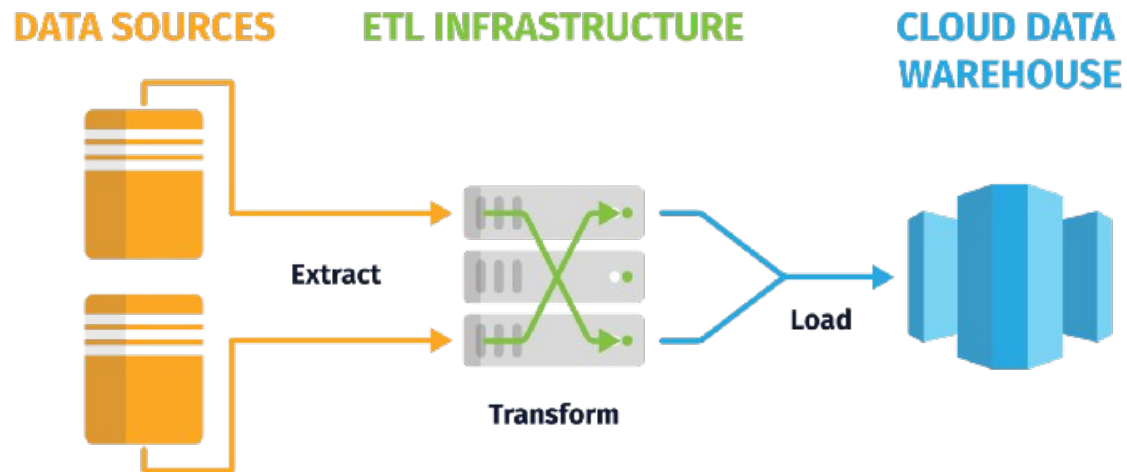 DATA SOURCES
ETL INFRASTRUCTURE
CLOUD DATA
WAREHOUSE
Extract
Load
Transform